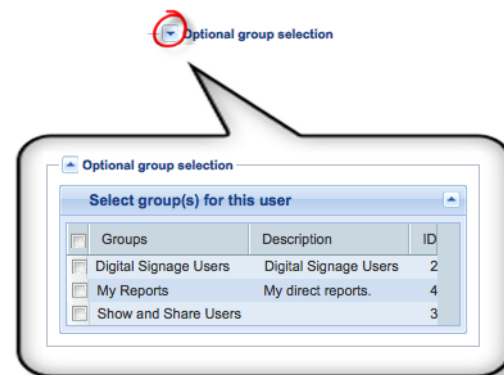 Optional group selection
Optional group selection
Select group(s) for this user
Groups Description ID
Digital Signage Users Digital Signage Users 2
My Reports My direct reports. 4
Show and Share Users 3